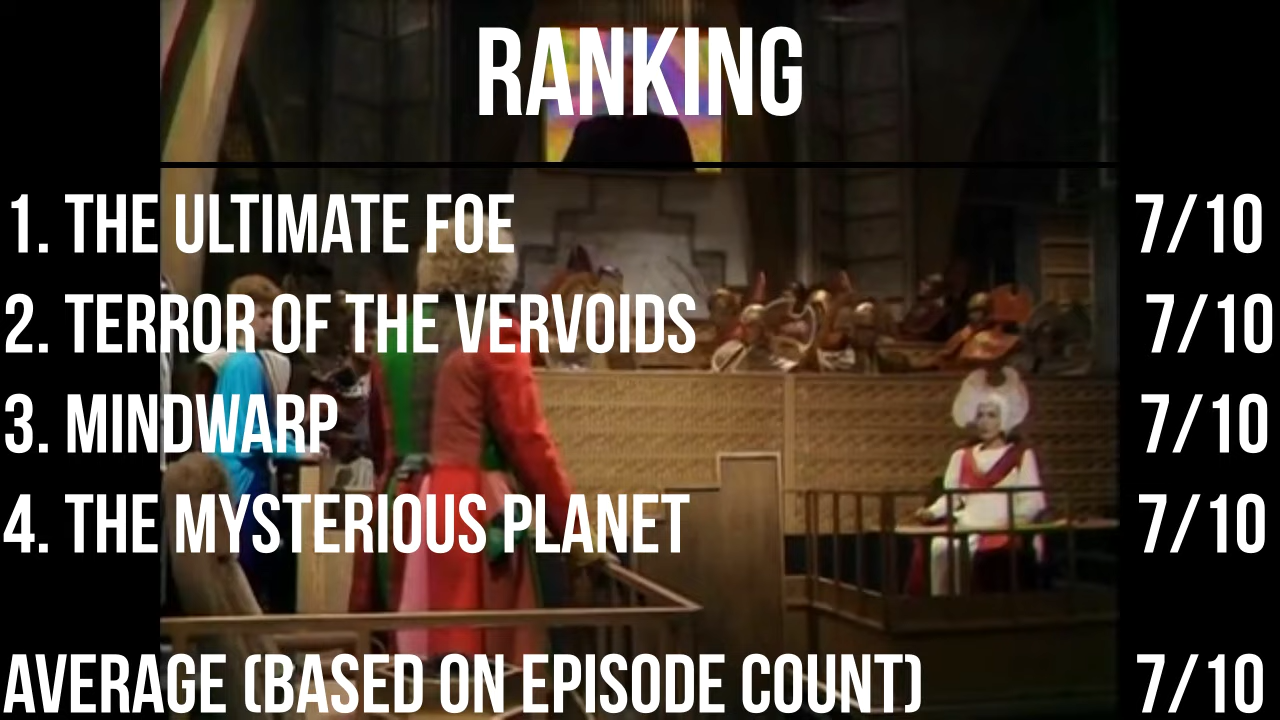 RANKING
1. THE ULTIMATE FOE 7/10
2. TERROR OF THE VERVOIDS 7/10
3. MINDWARP 7/10
4. THE MYSTERIOUS PLANET 7/10
AVERAGE (BASED ON EPISODE COUNT) 7/10